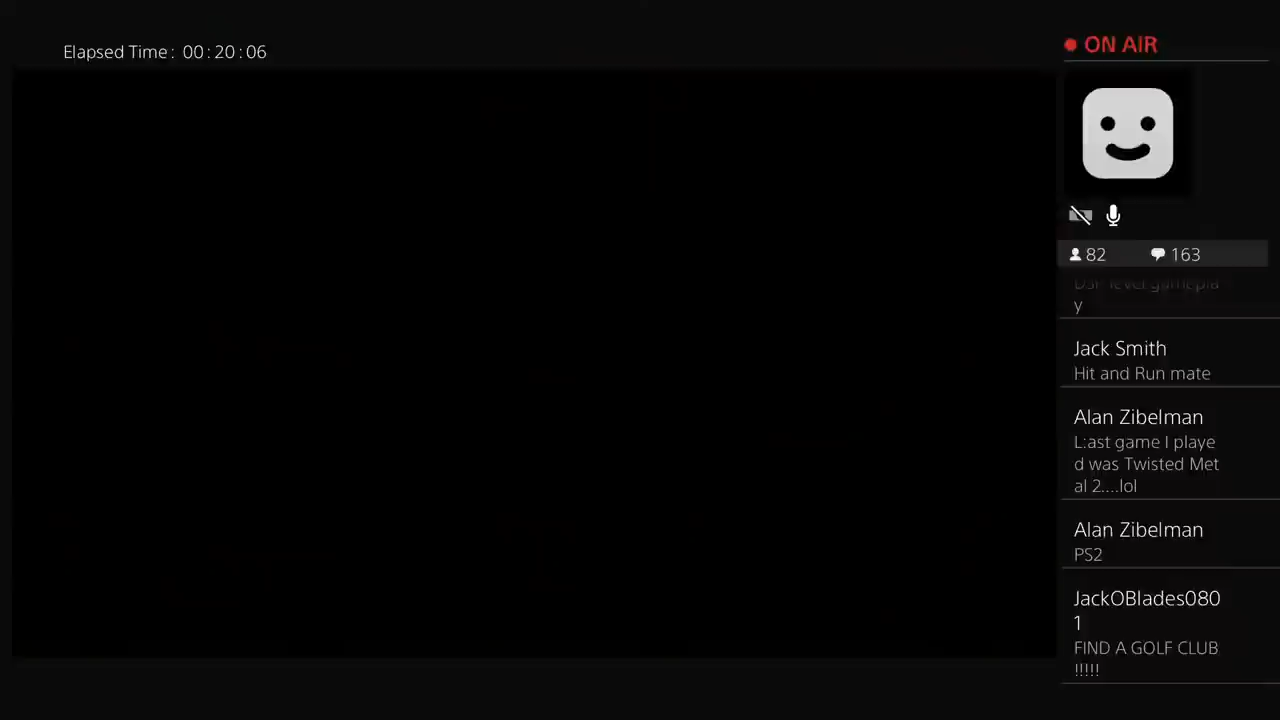 Elapsed Time: 00:20:06
ON AIR
82 163
y
Jack Smith
Hit and Run mate
Alan Zibelman
L:ast game I playe
d was Twisted Met
al 2....lol
Alan Zibelman
PS2
JackOBlades080
1
FIND A GOLF CLUB
!!!!!